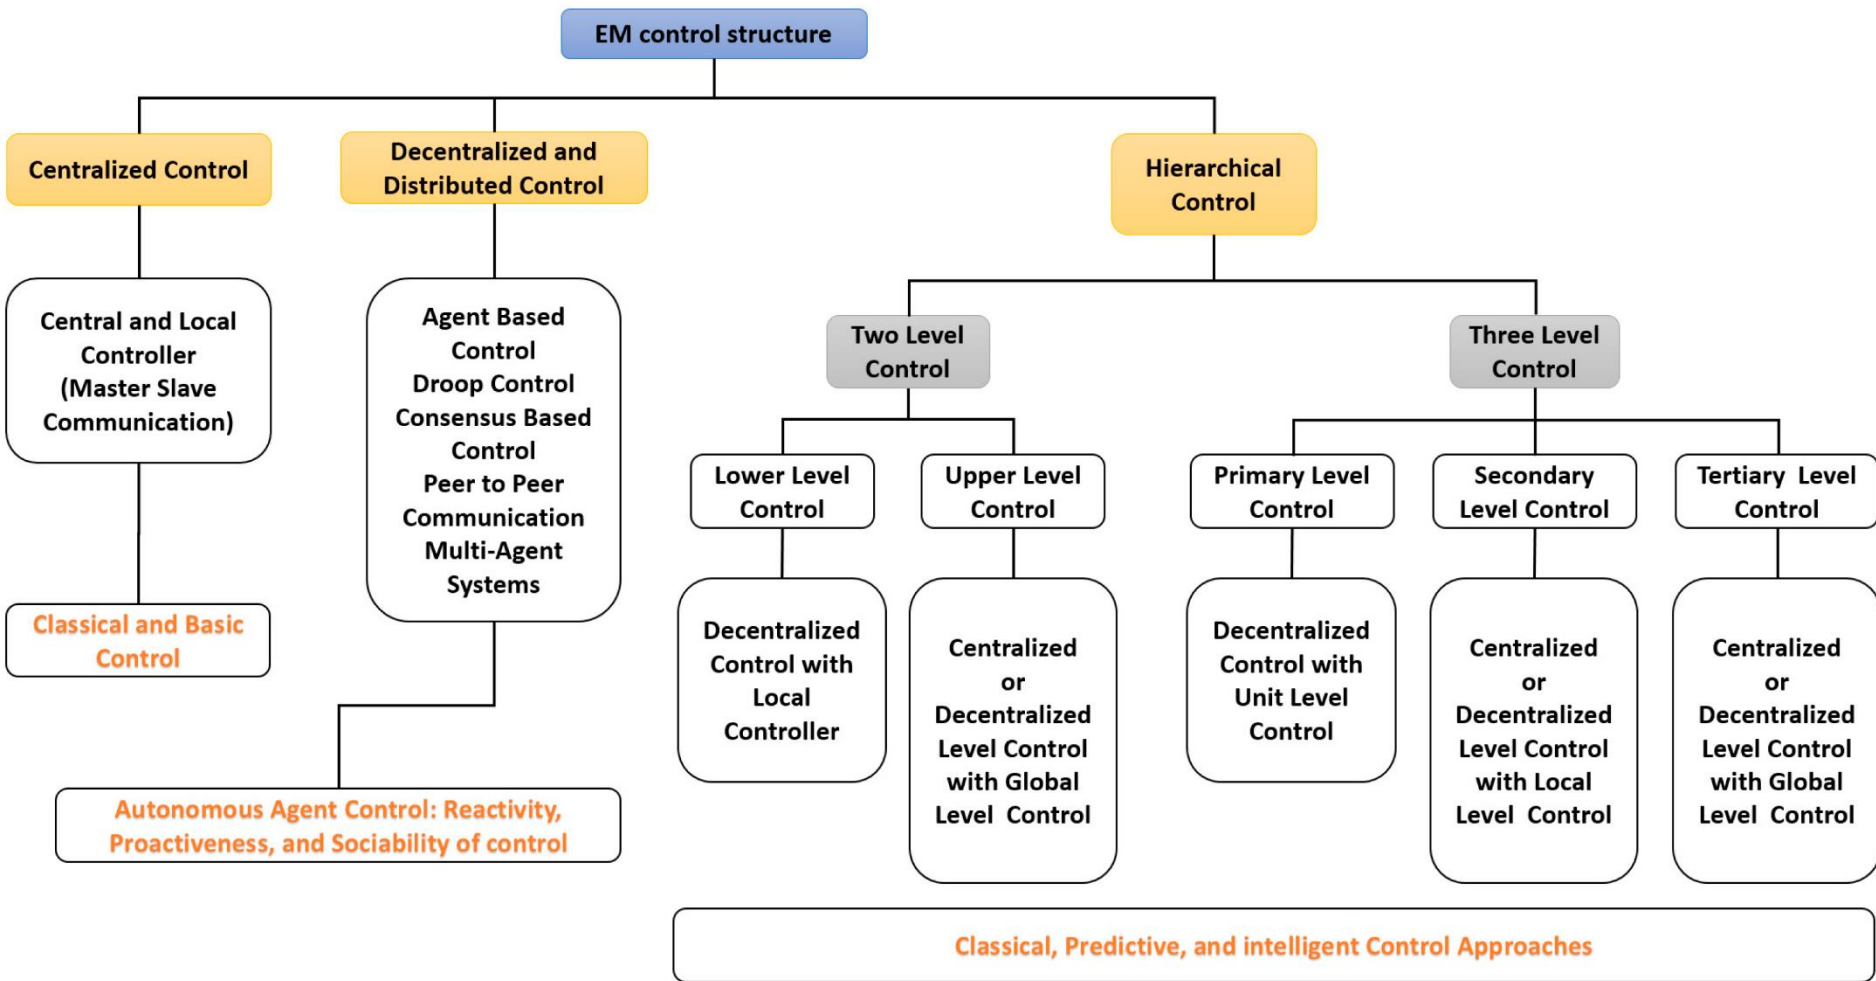 EM control structure
Centralized Control
Decentralized and
Distributed Control
Hierarchical
Control
Central and Local
Controller
(Master Slave
Communication)
Agent Based
Control
Droop Control
Consensus Based
Control
Peer to Peer
Communication
Multi-Agent
Systems
Two Level
Control
Three Level
Control
Lower Level
Control
Upper Level
Control
Primary Level
Control
Secondary
Level Control
Tertiary Level
Control
Classical and Basic
Control
Decentralized
Control with
Local
Controller
Centralized
or
Decentralized
Level Control
with Global
Level Control
Decentralized
Control with
Unit Level
Control
Centralized
or
Decentralized
Level Control
with Local
Level Control
Centralized
or
Decentralized
Level Control
with Global
Level Control
Autonomous Agent Control: Reactivity,
Proactiveness, and Sociability of control
Classical, Predictive, and intelligent Control Approaches